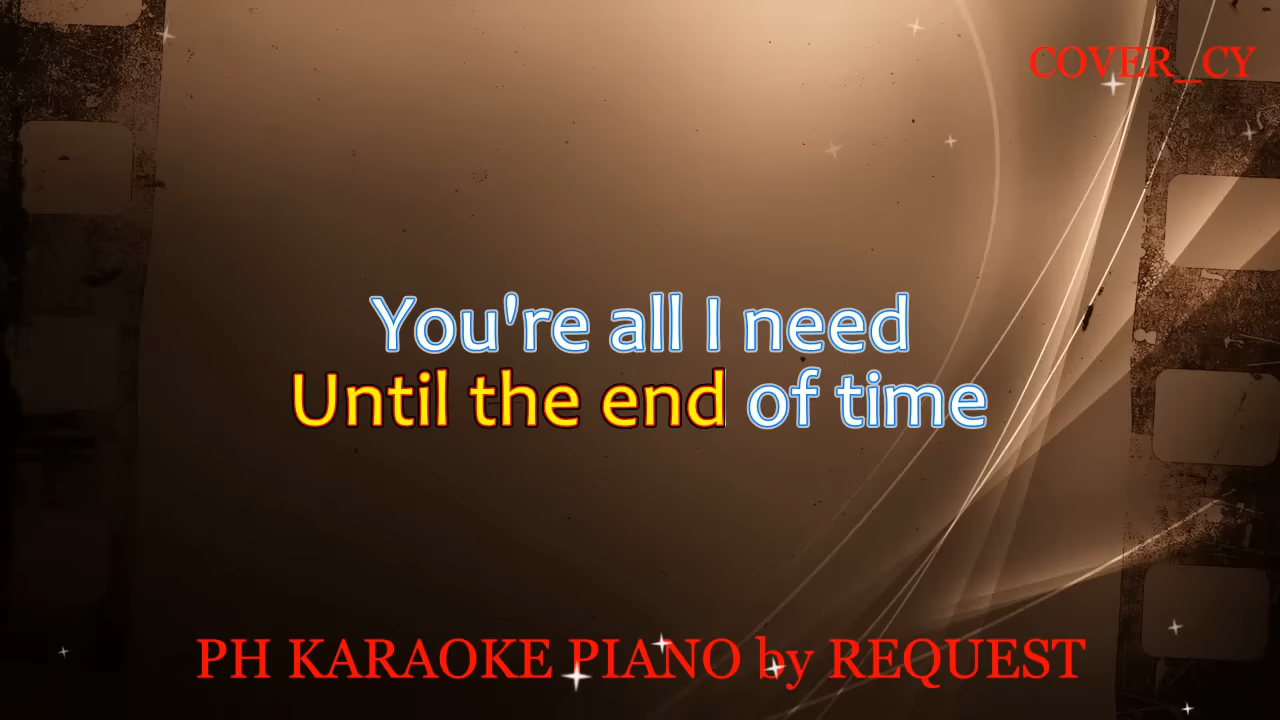 COVER_CY
You're all I need
Until the end of time
PH KARAOKE PIANO by REQUEST